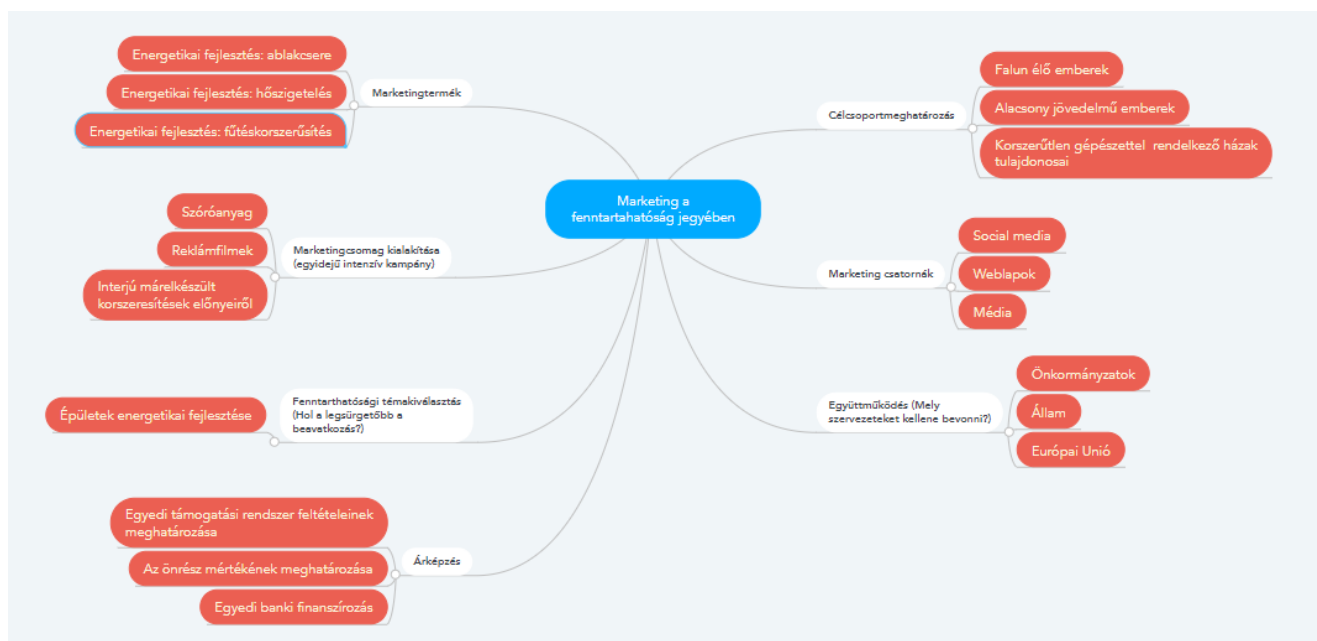 Marketing a
fenntartahatóság jegyében
Energetikai fejlesztés: ablakcsere
Energetikai fejlesztés: hőszigetelés
Energetikai fejlesztés: fűtéskorszerűsítés
Marketingtermék
Szóróanyag
Reklámfilmek
Interjú márelkészült
korszeresítések előnyeiről
Marketingcsomag kialakítása
(egyidejű intenzív kampány)
Épületek energetikai fejlesztése
Fenntarthatósági témakiválasztás
(Hol a legsürgetőbb a
beavatkozás?)
Egyedi támogatási rendszer feltételeinek
meghatározása
Az önrész mértékének meghatározása
Egyedi banki finanszírozás
Árképzés
Célcsoportmeghatározás
Falun élő emberek
Alacsony jövedelmű emberek
Korszerűtlen gépészettel rendelkező házak
tulajdonosai
Marketing csatornák
Social media
Weblapok
Média
Együttműködés (Mely
szervezeteket kellene bevonni?)
Önkormányzatok
Állam
Európai Unió